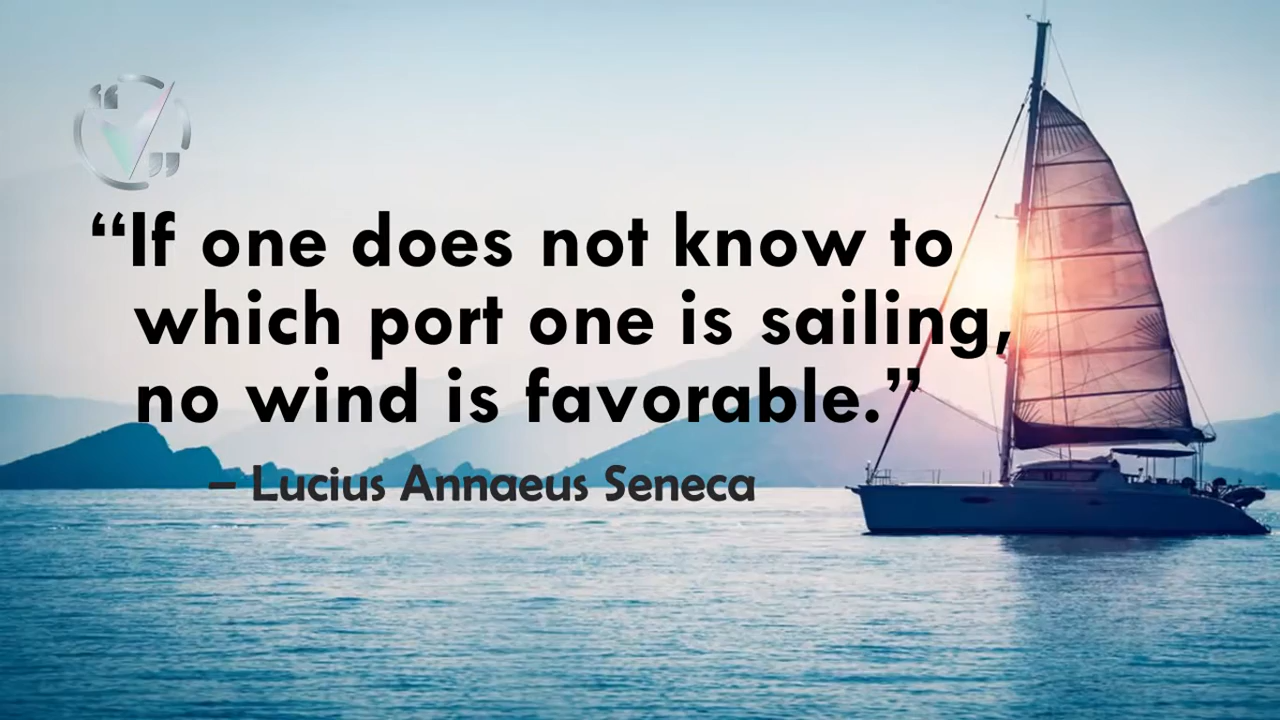 “If one does not know to
which port one is sailing,
no wind is favorable.”
– Lucius Annaeus Seneca